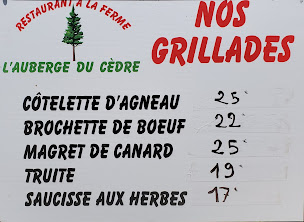 RESTAURANT A LA FERME
L'AUBERGE DU CÈDRE
NOS
GRILLADES
CÔTELETTE D'AGNEAU 25
BROCHETTE DE BOEUF 22
MAGRET DE CANARD 25
TRUITE 19
SAUCISSE AUX HERBES 17